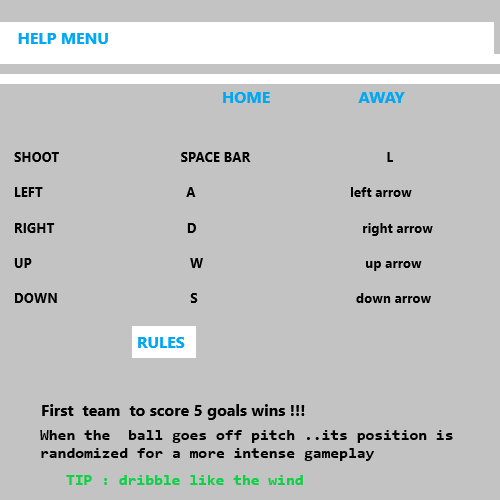 HELP MENU
HOME AWAY
SHOOT SPACE BAR L
LEFT A left arrow
RIGHT D right arrow
UP W up arrow
DOWN S down arrow
RULES
First team to score 5 goals wins !!!
When the ball goes off pitch ..its position is
randomized for a more intense gameplay
TIP : dribble like the wind